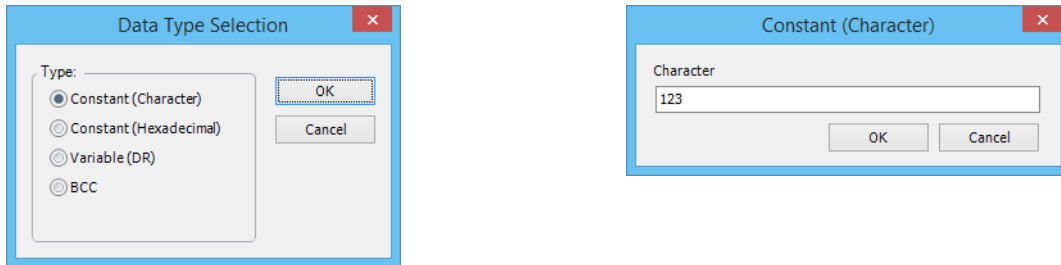 Data Type Selection
Type:
Constant (Character)
Constant (Hexadecimal)
Variable (DR)
BCC
OK
Cancel
Constant (Character)
Character
123
OK
Cancel